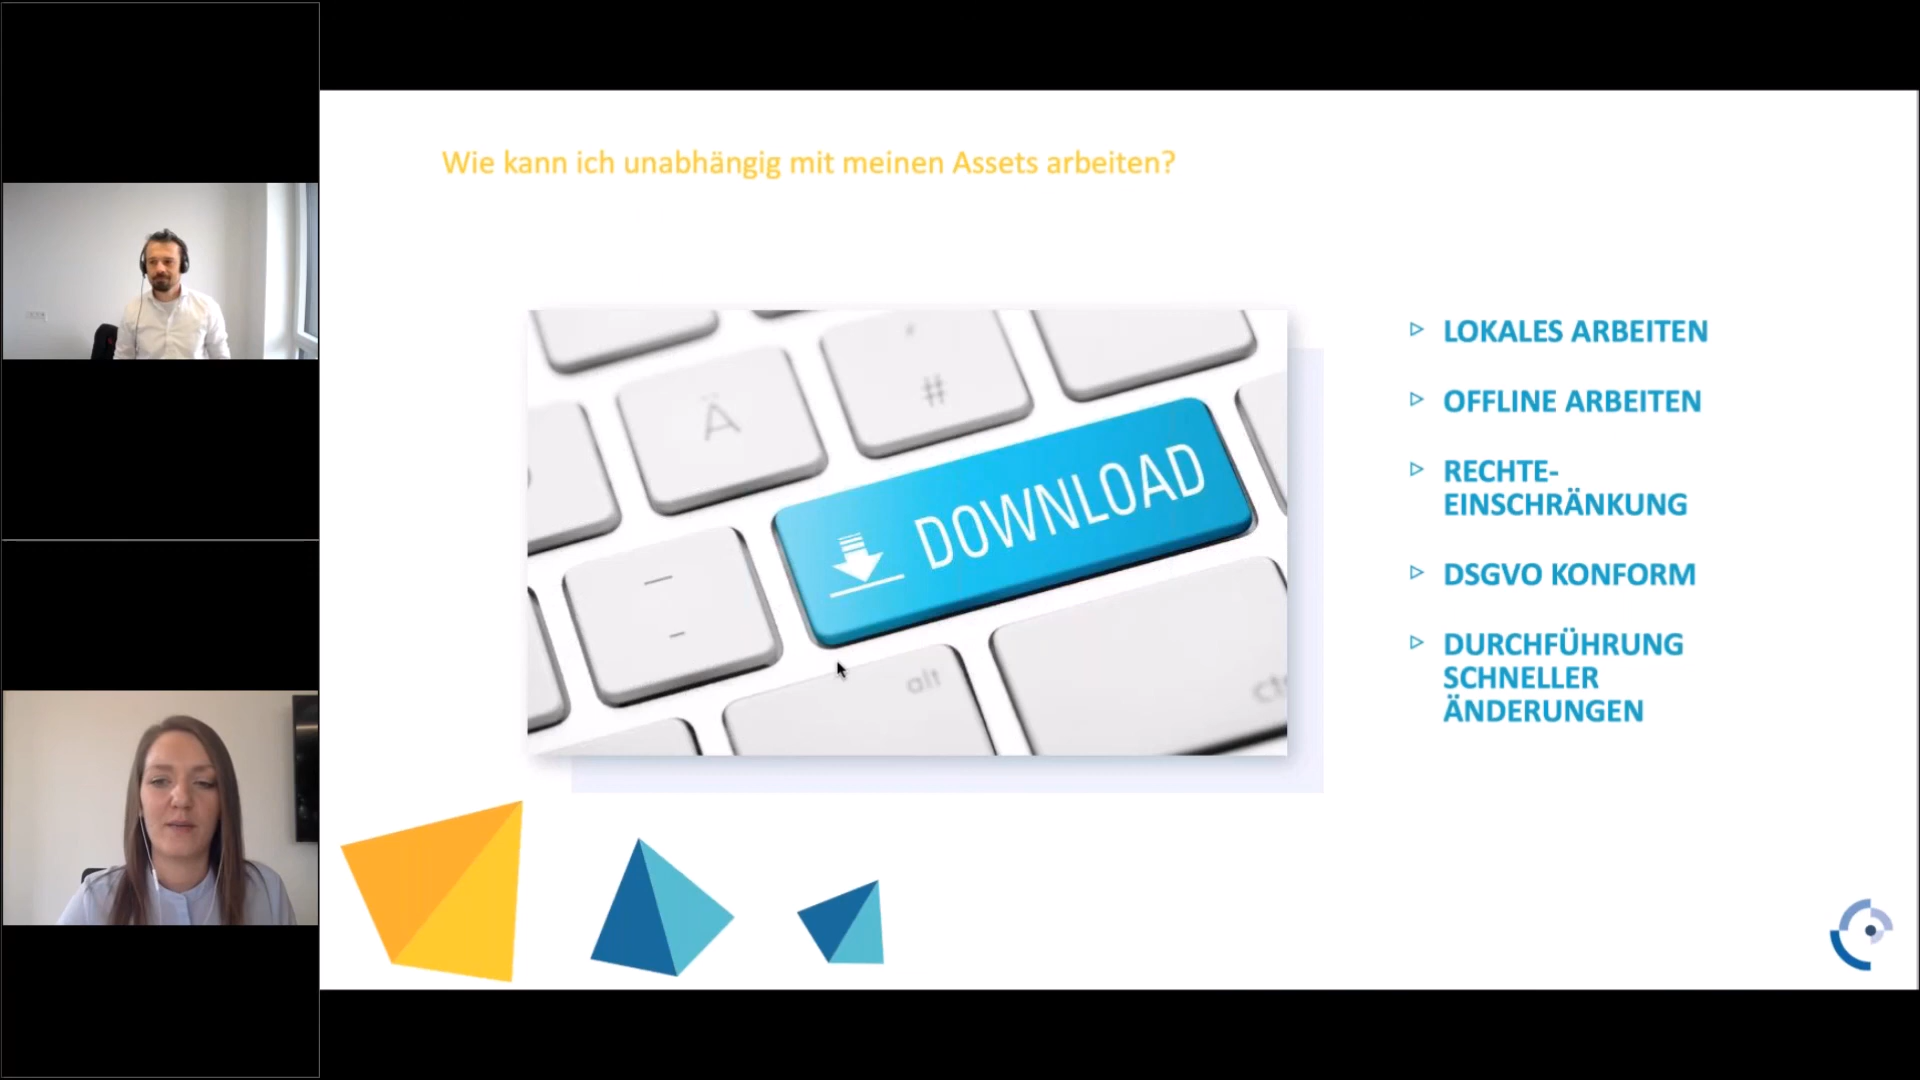 Wie kann ich unabhängig mit meinen Assets arbeiten?
Ä
#
DOWNLOAD
alt
LOKALES ARBEITEN
OFFLINE ARBEITEN
RECHTE-
EINSCHRÄNKUNG
DSGVO KONFORM
DURCHFÜHRUNG
SCHNELLER
ÄNDERUNGEN